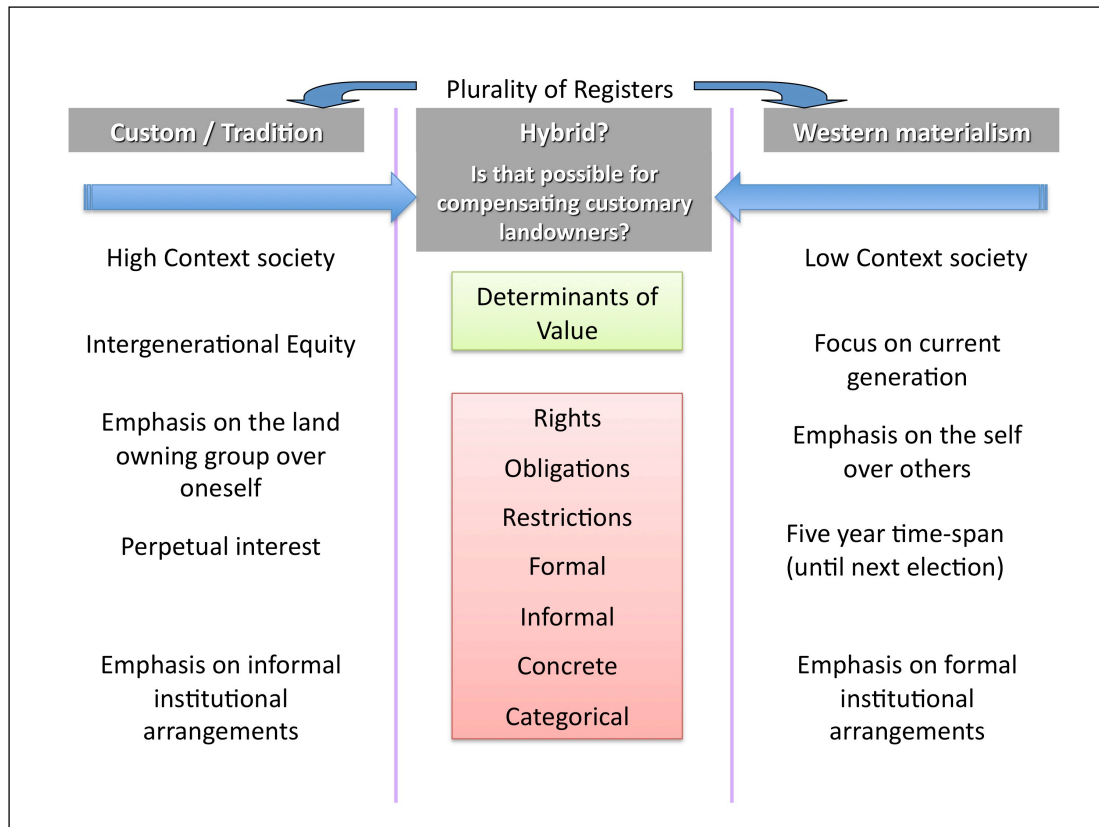 Plurality of Registers
Custom / Tradition
Hybrid?
Western materialism
Is that possible for
compensating customary
landowners?
High Context society
Intergenerational Equity
Emphasis on the land
owning group over
oneself
Perpetual interest
Emphasis on informal
institutional
arrangements
Determinants of
Value
Rights
Obligations
Restrictions
Formal
Informal
Concrete
Categorical
Low Context society
Focus on current
generation
Emphasis on the self
over others
Five year time-span
(until next election)
Emphasis on formal
institutional
arrangements